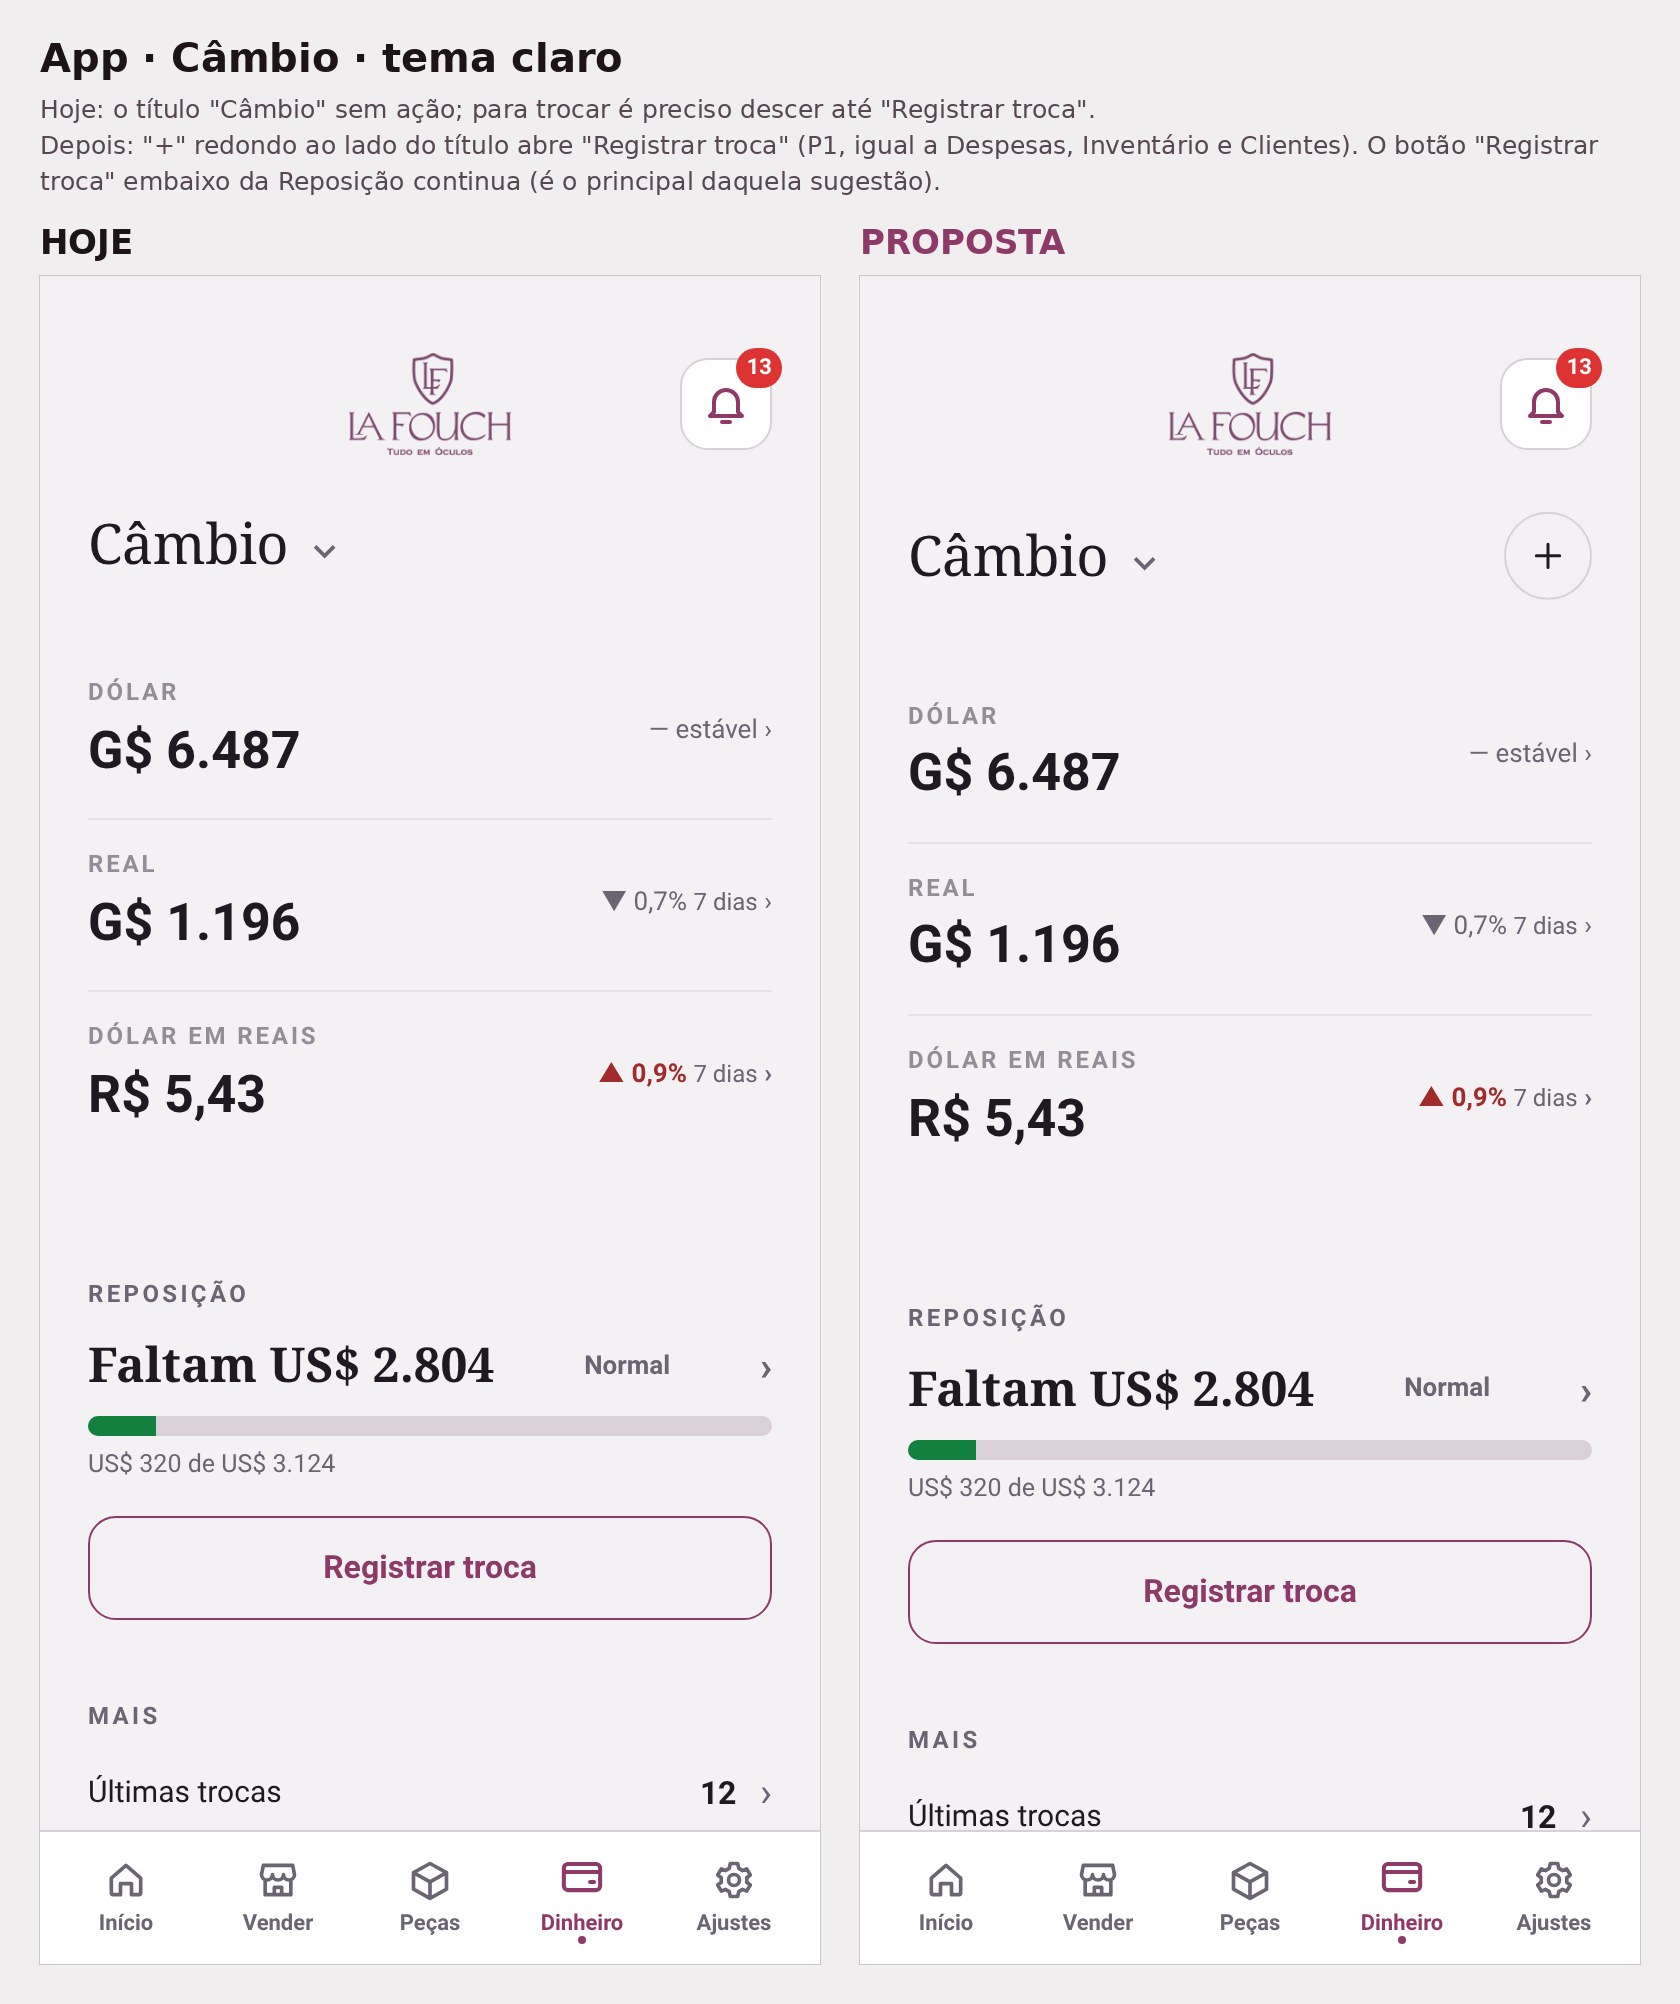 App · Câmbio · tema claro
Hoje: o título "Câmbio" sem ação; para trocar é preciso descer até "Registrar troca".
Depois: "+" redondo ao lado do título abre "Registrar troca" (P1, igual a Despesas, Inventário e Clientes). O botão "Registrar
troca" embaixo da Reposição continua (é o principal daquela sugestão).
HOJE
LF
LA FOUCH
TUDO EM ÓCULOS
13
Câmbio
DÓLAR
G$ 6.487
— estável ›
REAL
G$ 1.196
▼ 0,7% 7 dias ›
DÓLAR EM REAIS
R$ 5,43
▲ 0,9% 7 dias ›
REPOSIÇÃO
Faltam US$ 2.804
Normal ›
US$ 320 de US$ 3.124
Registrar troca
MAIS
Últimas trocas
12 ›
Início
Vender
Peças
Dinheiro
Ajustes
PROPOSTA
LF
LA FOUCH
TUDO EM ÓCULOS
13
Câmbio
+
DÓLAR
G$ 6.487
— estável ›
REAL
G$ 1.196
▼ 0,7% 7 dias ›
DÓLAR EM REAIS
R$ 5,43
▲ 0,9% 7 dias ›
REPOSIÇÃO
Faltam US$ 2.804
Normal ›
US$ 320 de US$ 3.124
Registrar troca
MAIS
Últimas trocas
12 ›
Início
Vender
Peças
Dinheiro
Ajustes